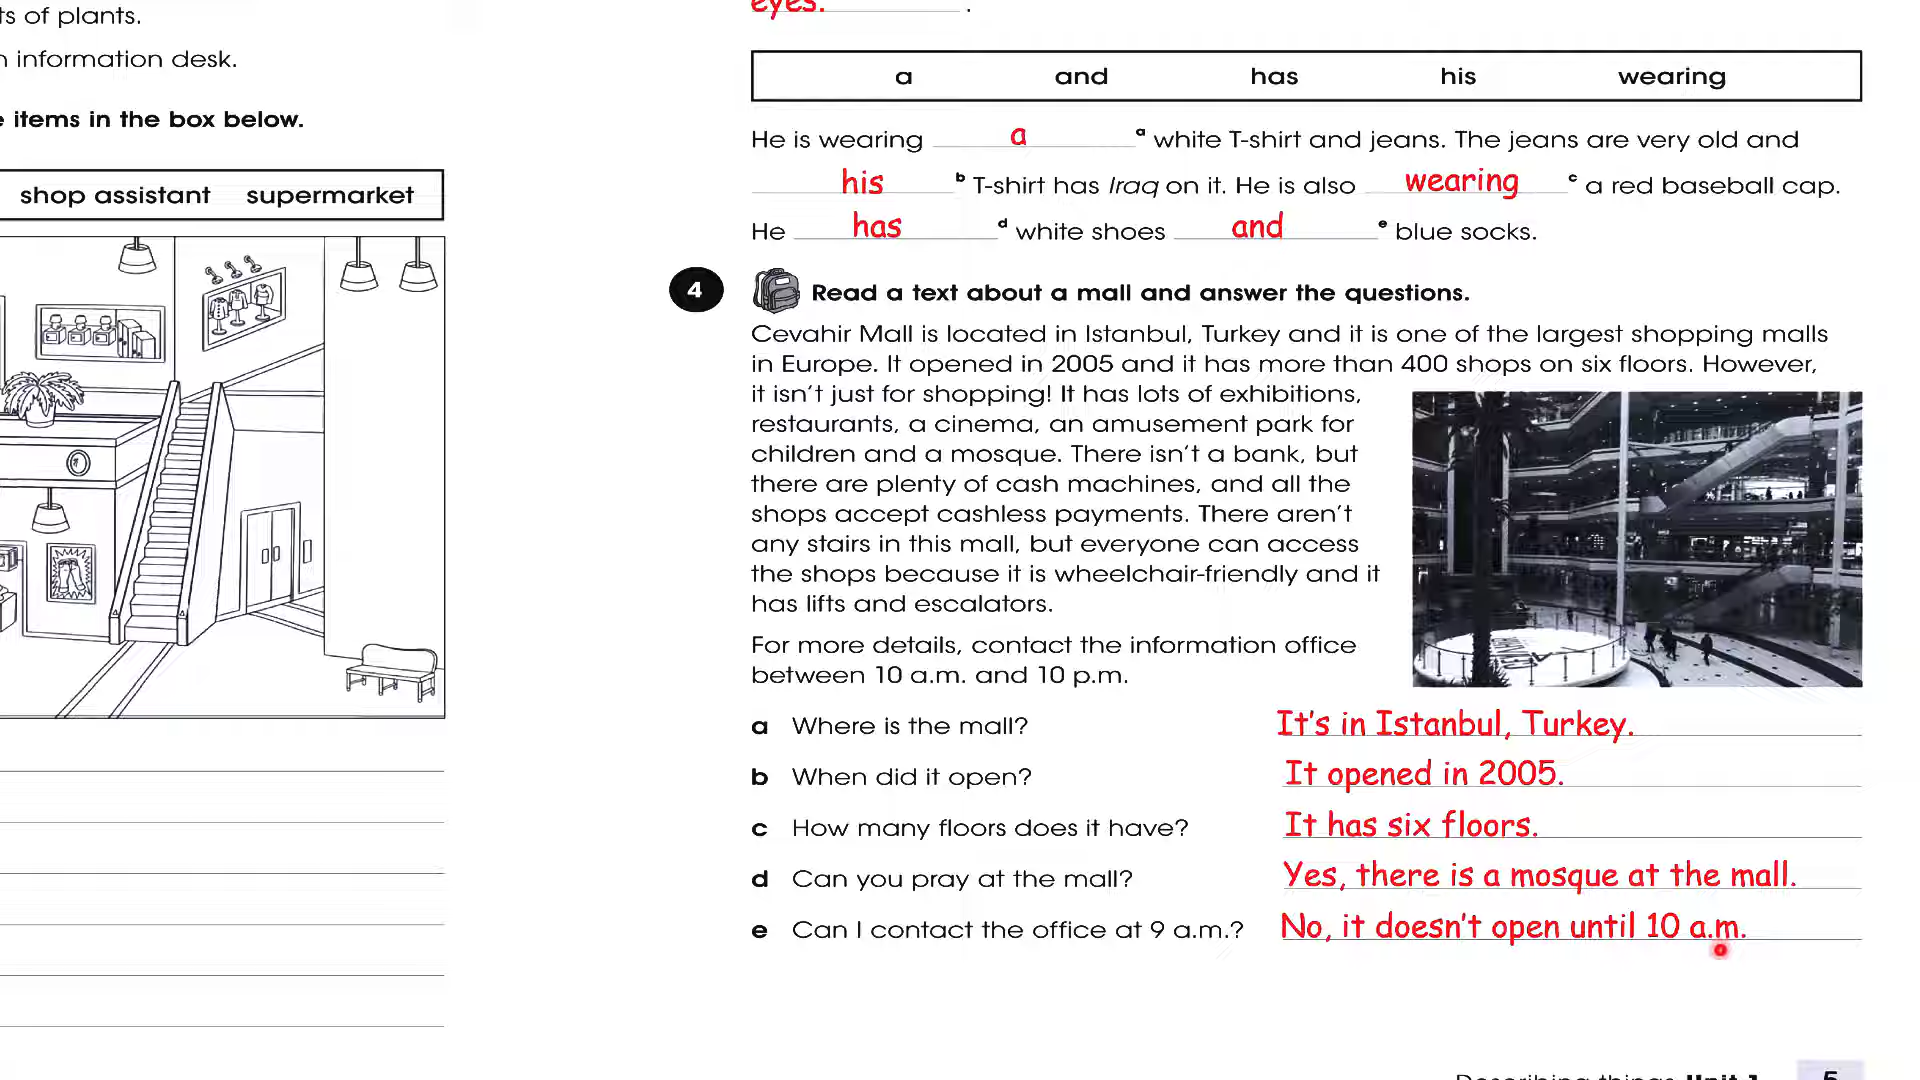 ts of plants.
information desk.
items in the box below.
shop assistant supermarket
eyes. .
a and has his wearing
He is wearing a ᵃ white T-shirt and jeans. The jeans are very old and
his ᵇ T-shirt has Iraq on it. He is also wearing ᶜ a red baseball cap.
He has ᵈ white shoes and ᵉ blue socks.
4 Read a text about a mall and answer the questions.
Cevahir Mall is located in Istanbul, Turkey and it is one of the largest shopping malls
in Europe. It opened in 2005 and it has more than 400 shops on six floors. However,
it isn't just for shopping! It has lots of exhibitions,
restaurants, a cinema, an amusement park for
children and a mosque. There isn't a bank, but
there are plenty of cash machines, and all the
shops accept cashless payments. There aren't
any stairs in this mall, but everyone can access
the shops because it is wheelchair-friendly and it
has lifts and escalators.
For more details, contact the information office
between 10 a.m. and 10 p.m.
a Where is the mall? It's in Istanbul, Turkey.
b When did it open? It opened in 2005.
c How many floors does it have? It has six floors.
d Can you pray at the mall? Yes, there is a mosque at the mall.
e Can I contact the office at 9 a.m.? No, it doesn't open until 10 a.m.
Describing things Unit 1 5